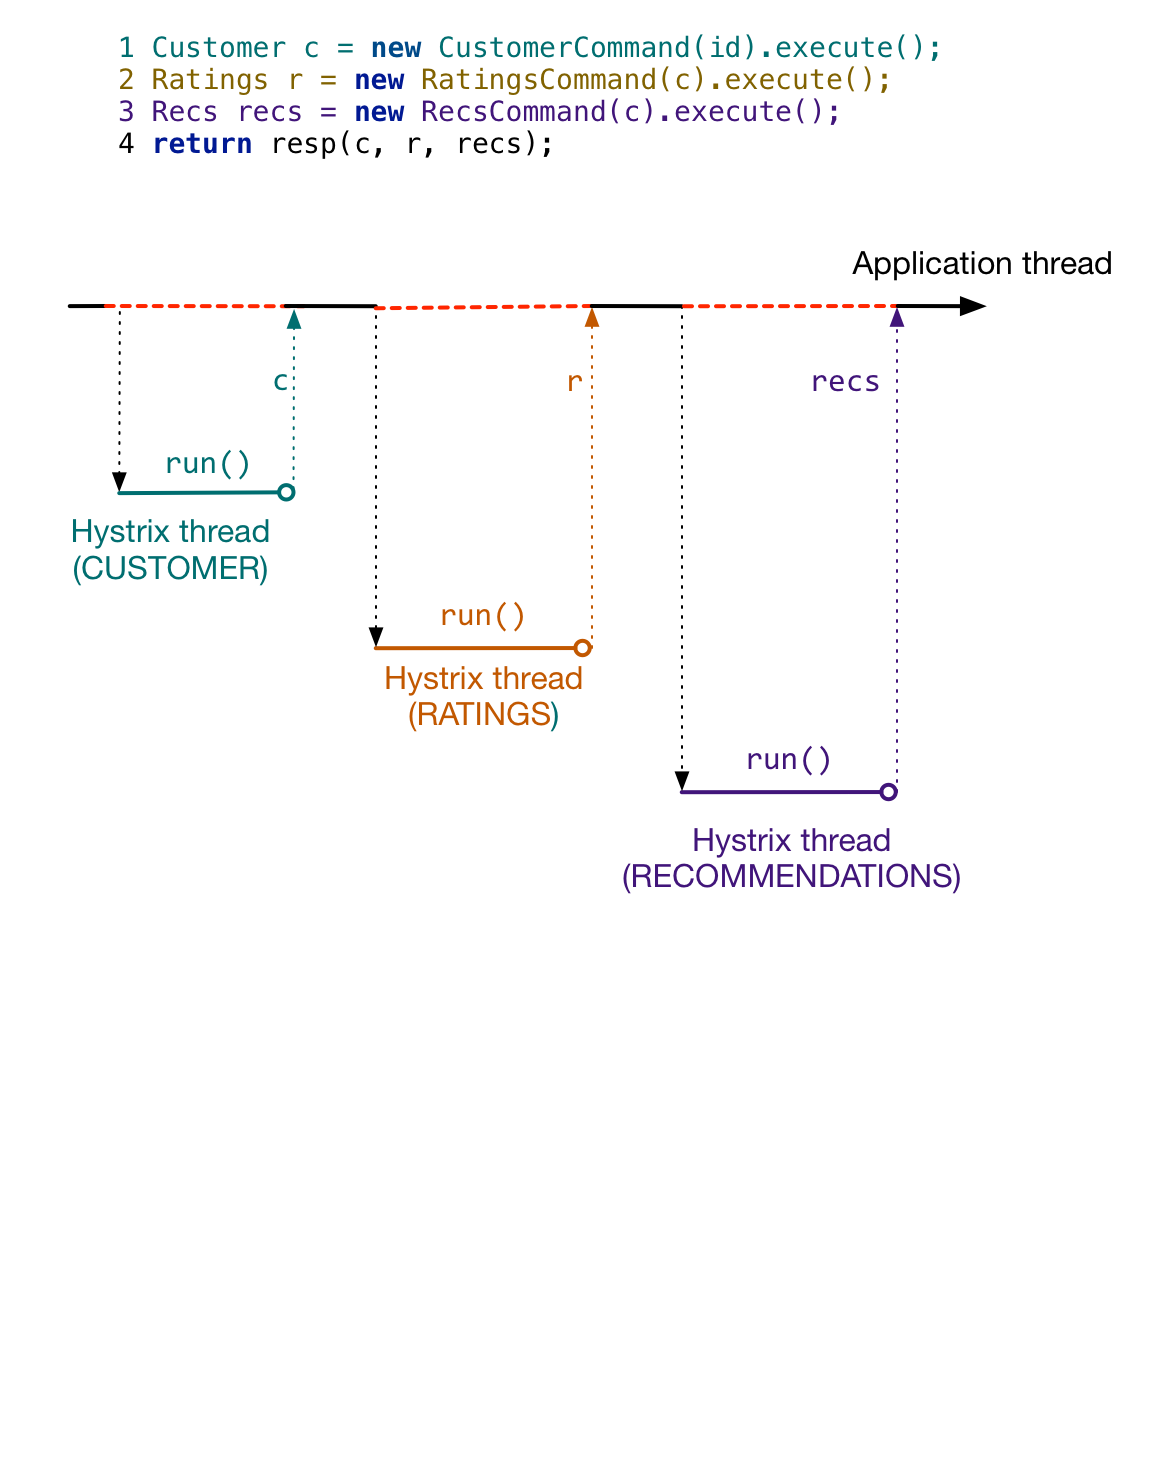 1 Customer c = new CustomerCommand(id).execute();
2 Ratings r = new RatingsCommand(c).execute();
3 Recs recs = new RecsCommand(c).execute();
4 return resp(c, r, recs);
Application thread
c
r
recs
run()
Hystrix thread
(CUSTOMER)
run()
Hystrix thread
(RATINGS)
run()
Hystrix thread
(RECOMMENDATIONS)